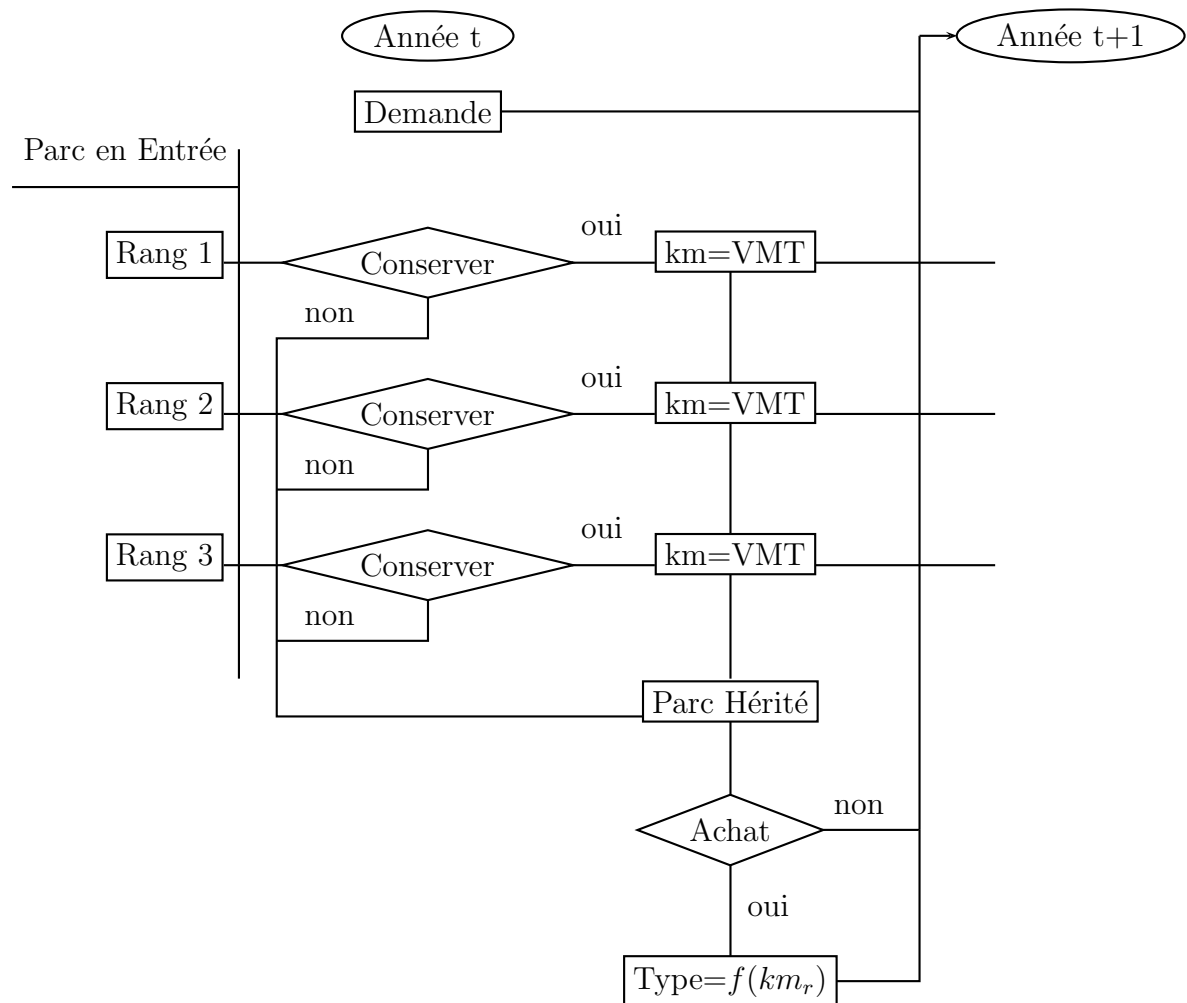 Année t
Année t+1
Demande
Parc en Entrée
oui
Rang 1
Conserver
km=VMT
non
oui
Rang 2
Conserver
km=VMT
non
oui
Rang 3
Conserver
km=VMT
non
Parc Hérité
non
Achat
oui
Type=f(km_r)